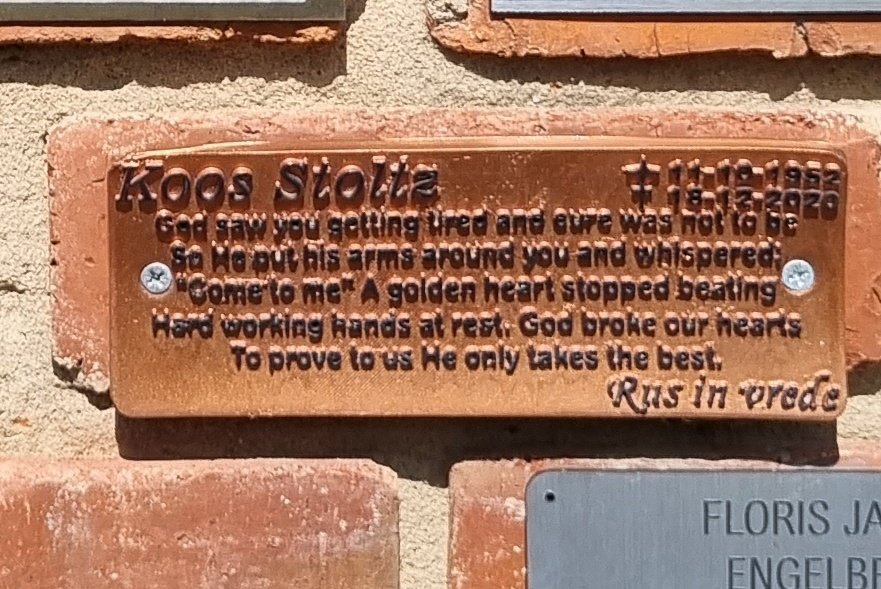 Koos Stoltz
11-10-1952
18-12-2020
God saw you getting tired and cure was not to be
So He put his arms around you and whispered;
"Come to me" A golden heart stopped beating
Hard working hands at rest. God broke our hearts
To prove to us He only takes the best.
Rus in vrede
FLORIS JA
ENGELBR